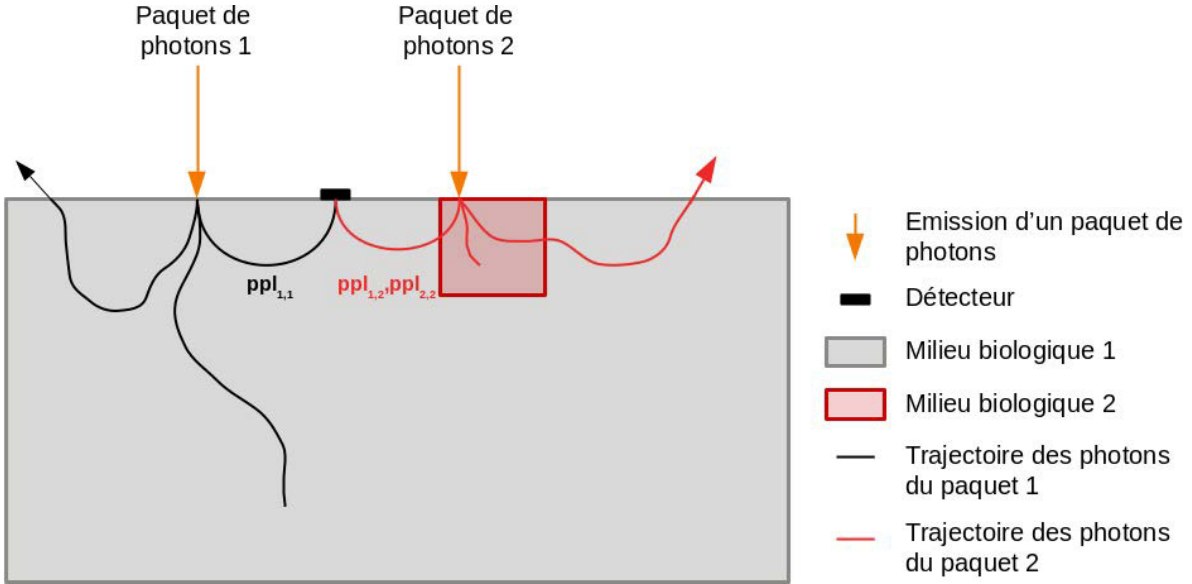 Paquet de
photons 1
Paquet de
photons 2
ppl1,1
ppl1,2,ppl2,2
Emission d’un paquet de
photons
Détecteur
Milieu biologique 1
Milieu biologique 2
Trajectoire des photons
du paquet 1
Trajectoire des photons
du paquet 2